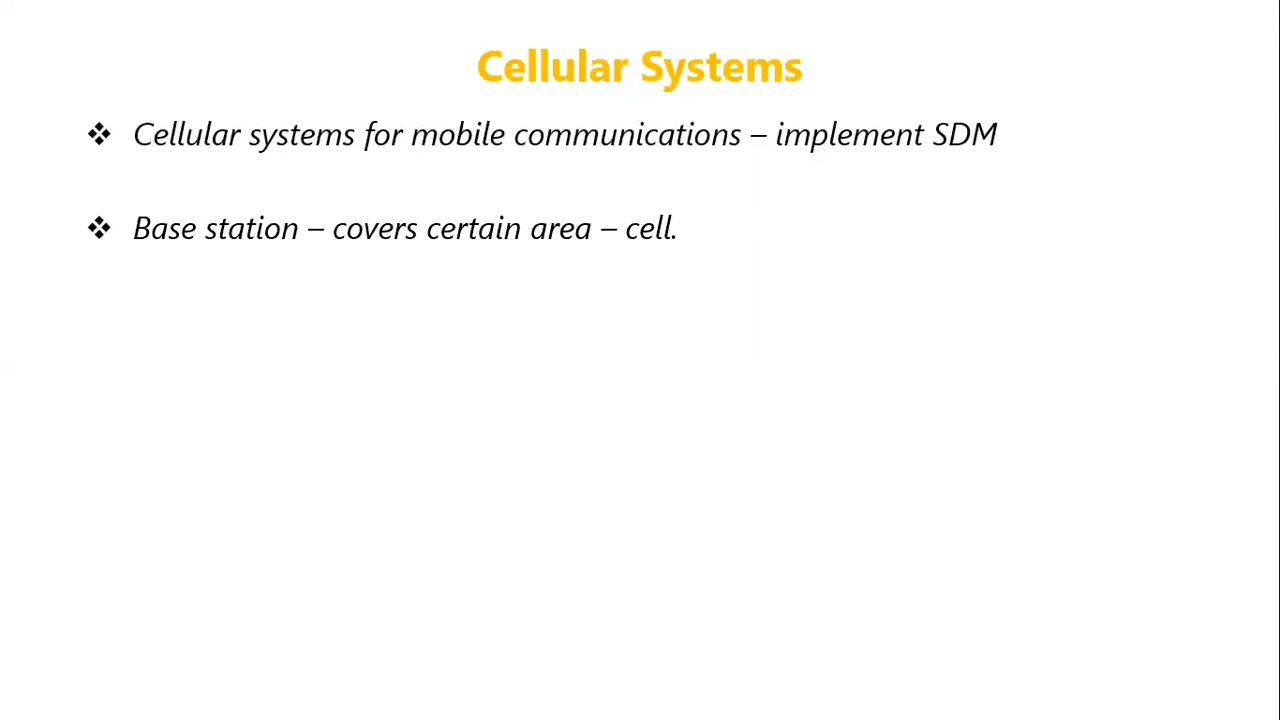 Cellular Systems
❖ Cellular systems for mobile communications – implement SDM
❖ Base station – covers certain area – cell.